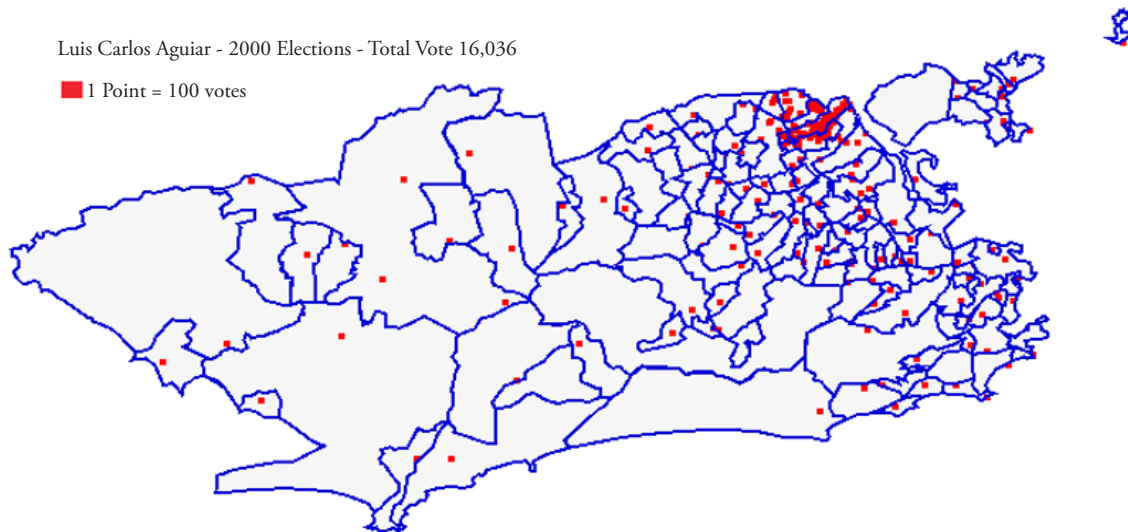 Luis Carlos Aguiar - 2000 Elections - Total Vote 16,036
1 Point = 100 votes